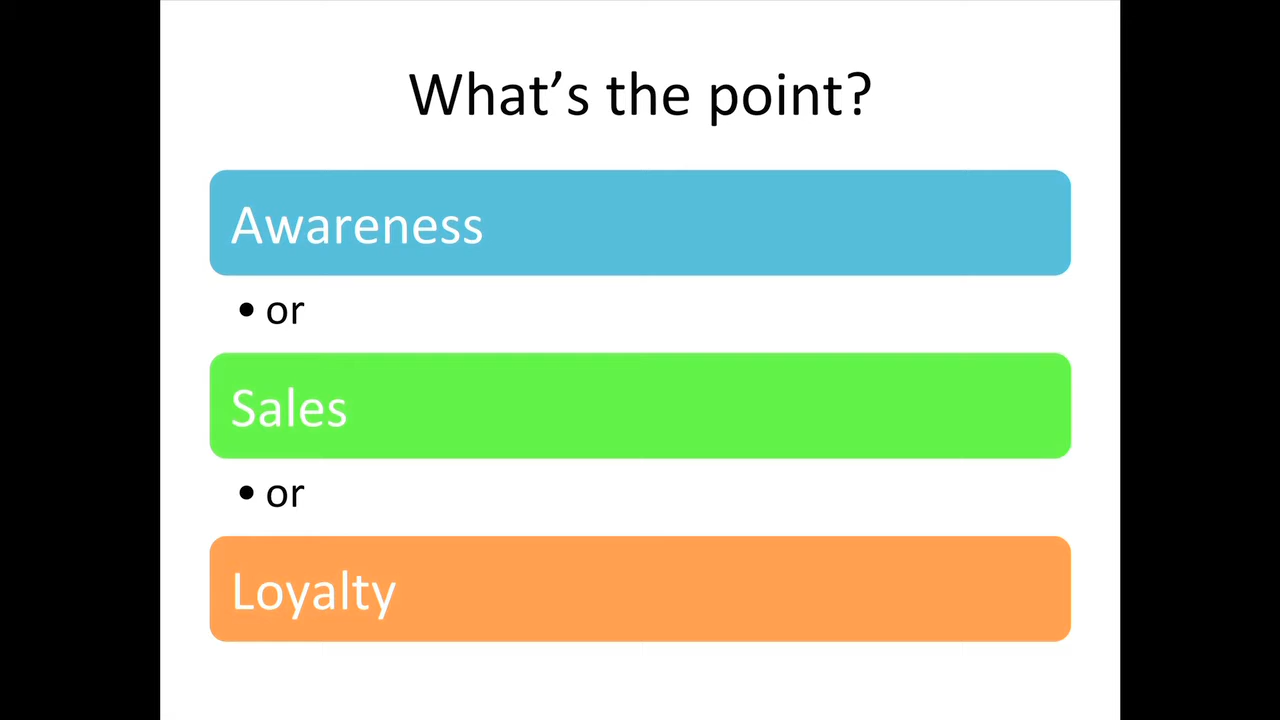 What’s the point?
Awareness
• or
Sales
• or
Loyalty